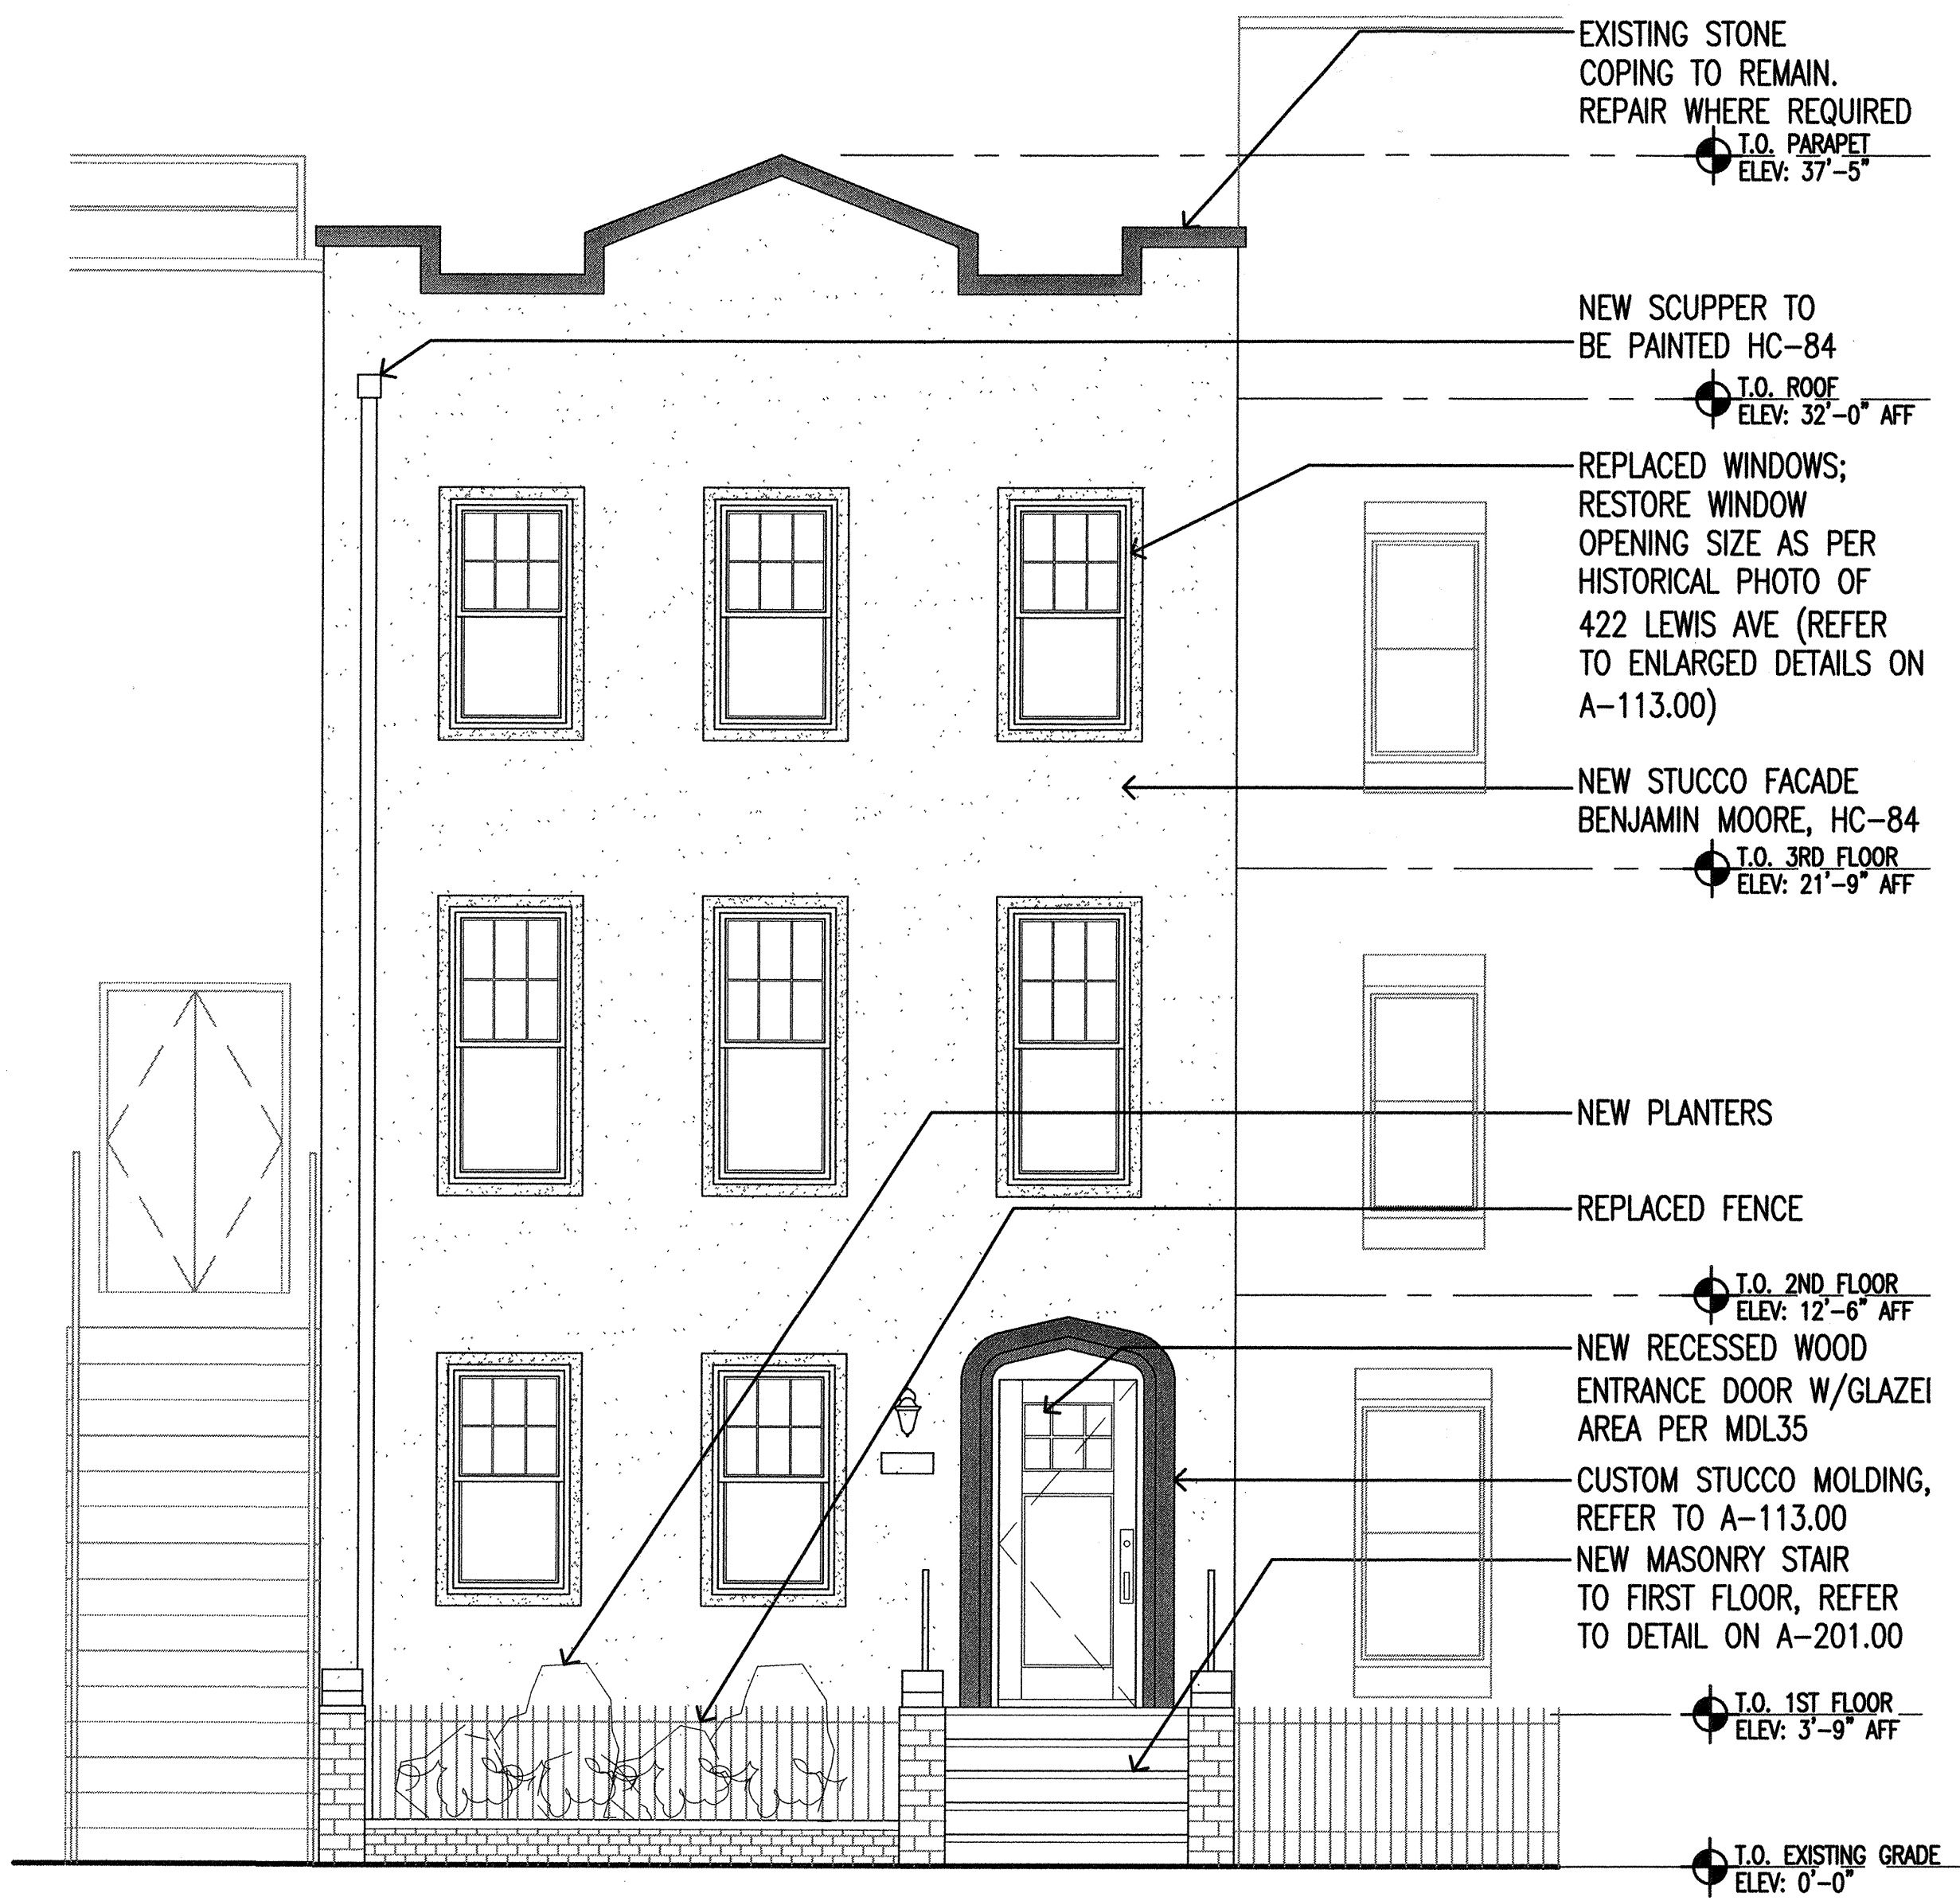 EXISTING STONE
COPING TO REMAIN.
REPAIR WHERE REQUIRED
T.O. PARAPET
ELEV: 37'-5"
NEW SCUPPER TO
BE PAINTED HC-84
T.O. ROOF
ELEV: 32'-0" AFF
REPLACED WINDOWS;
RESTORE WINDOW
OPENING SIZE AS PER
HISTORICAL PHOTO OF
422 LEWIS AVE (REFER
TO ENLARGED DETAILS ON
A-113.00)
NEW STUCCO FACADE
BENJAMIN MOORE, HC-84
T.O. 3RD FLOOR
ELEV: 21'-9" AFF
NEW PLANTERS
REPLACED FENCE
T.O. 2ND FLOOR
ELEV: 12'-6" AFF
NEW RECESSED WOOD
ENTRANCE DOOR W/GLAZEI
AREA PER MDL35
CUSTOM STUCCO MOLDING,
REFER TO A-113.00
NEW MASONRY STAIR
TO FIRST FLOOR, REFER
TO DETAIL ON A-201.00
T.O. 1ST FLOOR
ELEV: 3'-9" AFF
T.O. EXISTING GRADE
ELEV: 0'-0"